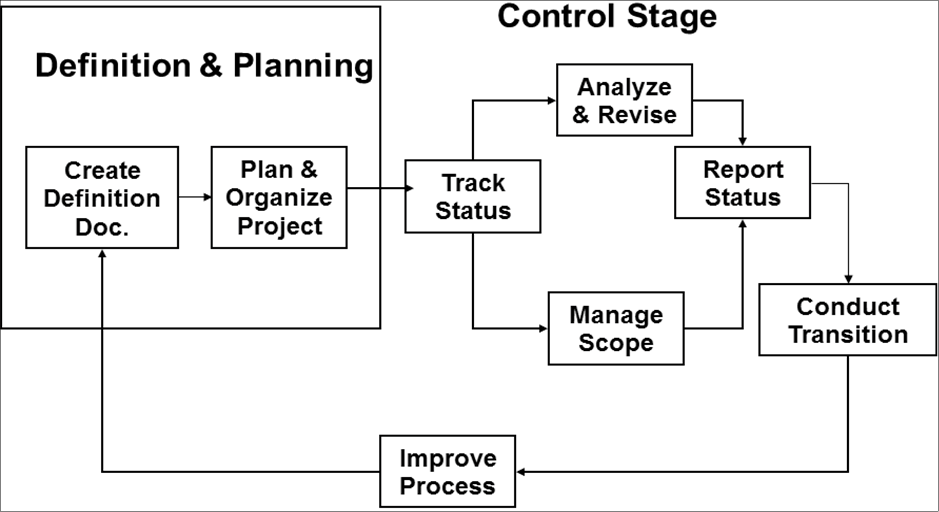 Control Stage
Definition & Planning
Analyze
& Revise
Create
Definition
Doc.
Plan &
Organize
Project
Track
Status
Report
Status
Manage
Scope
Conduct
Transition
Improve
Process